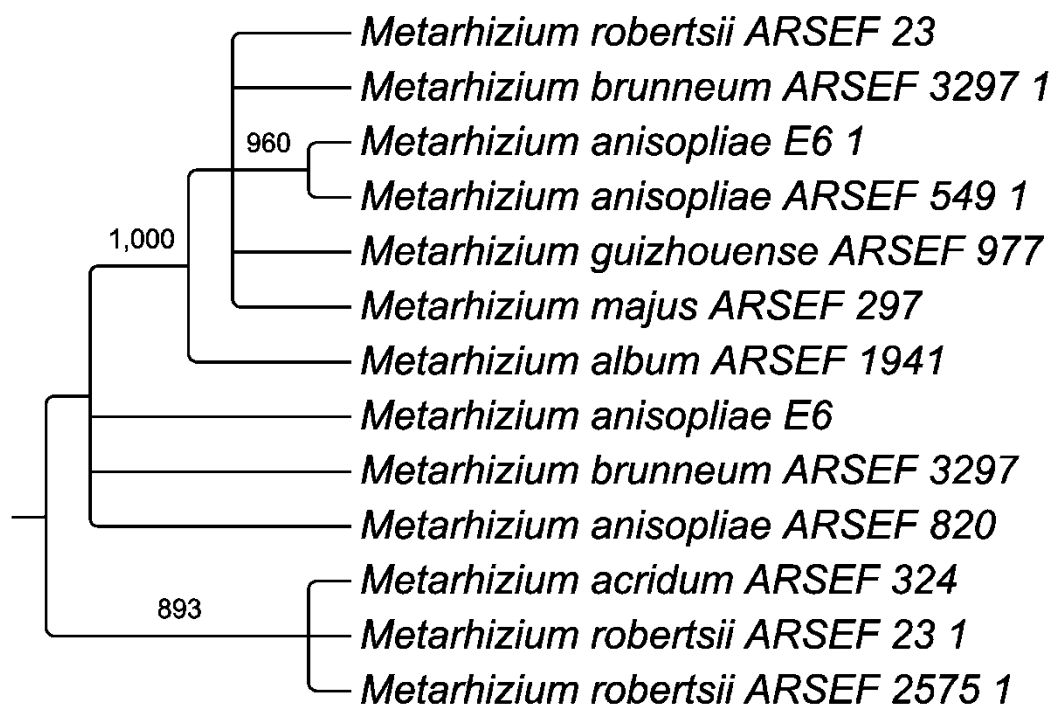 Metarhizium robertsii ARSEF 23
Metarhizium brunneum ARSEF 3297 1
960
Metarhizium anisopliae E6 1
Metarhizium anisopliae ARSEF 549 1
1,000
Metarhizium guizhouense ARSEF 977
Metarhizium majus ARSEF 297
Metarhizium album ARSEF 1941
Metarhizium anisopliae E6
Metarhizium brunneum ARSEF 3297
Metarhizium anisopliae ARSEF 820
Metarhizium acridum ARSEF 324
893
Metarhizium robertsii ARSEF 23 1
Metarhizium robertsii ARSEF 2575 1